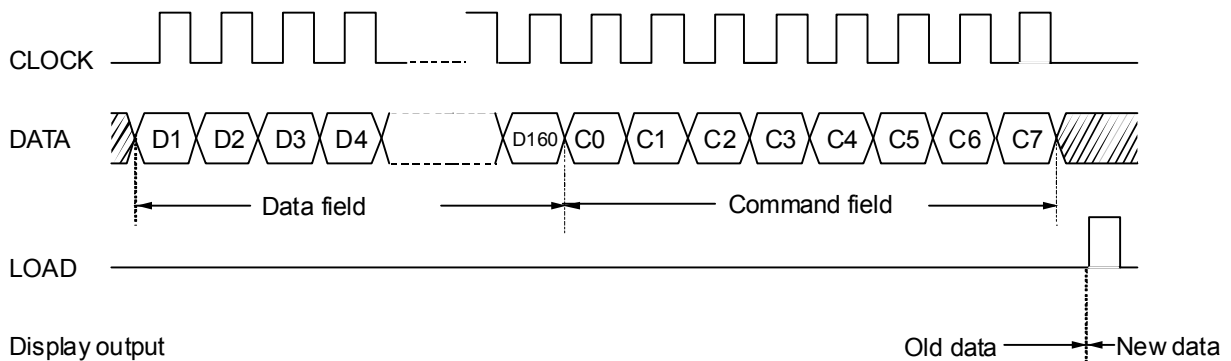 CLOCK
DATA D1 D2 D3 D4 D160 C0 C1 C2 C3 C4 C5 C6 C7
Data field Command field
LOAD
Display output Old data New data